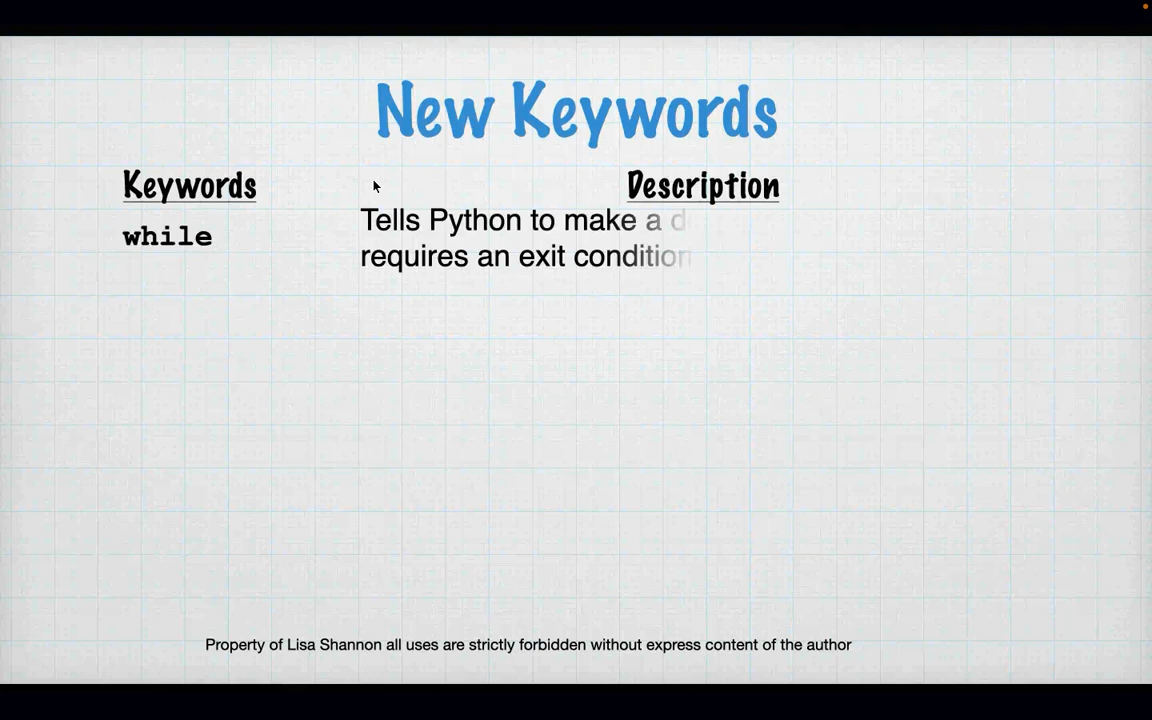 New Keywords
Keywords Description
while
Tells Python to make a
requires an exit condition
Property of Lisa Shannon all uses are strictly forbidden without express content of the author